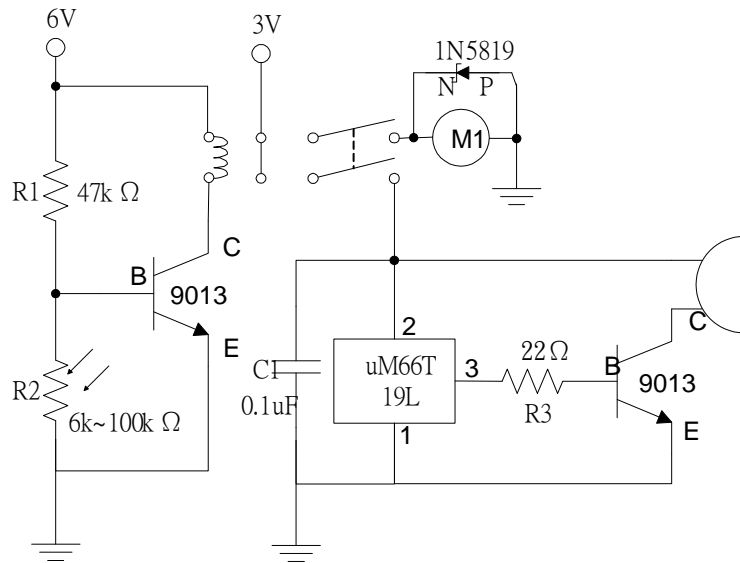 6V
3V
1N5819
N P
M1
R1
47k Ω
C
B
9013
E
R2
6k~100k Ω
C1
0.1uF
2
uM66T
19L
3
1
22Ω
R3
B
C
9013
E